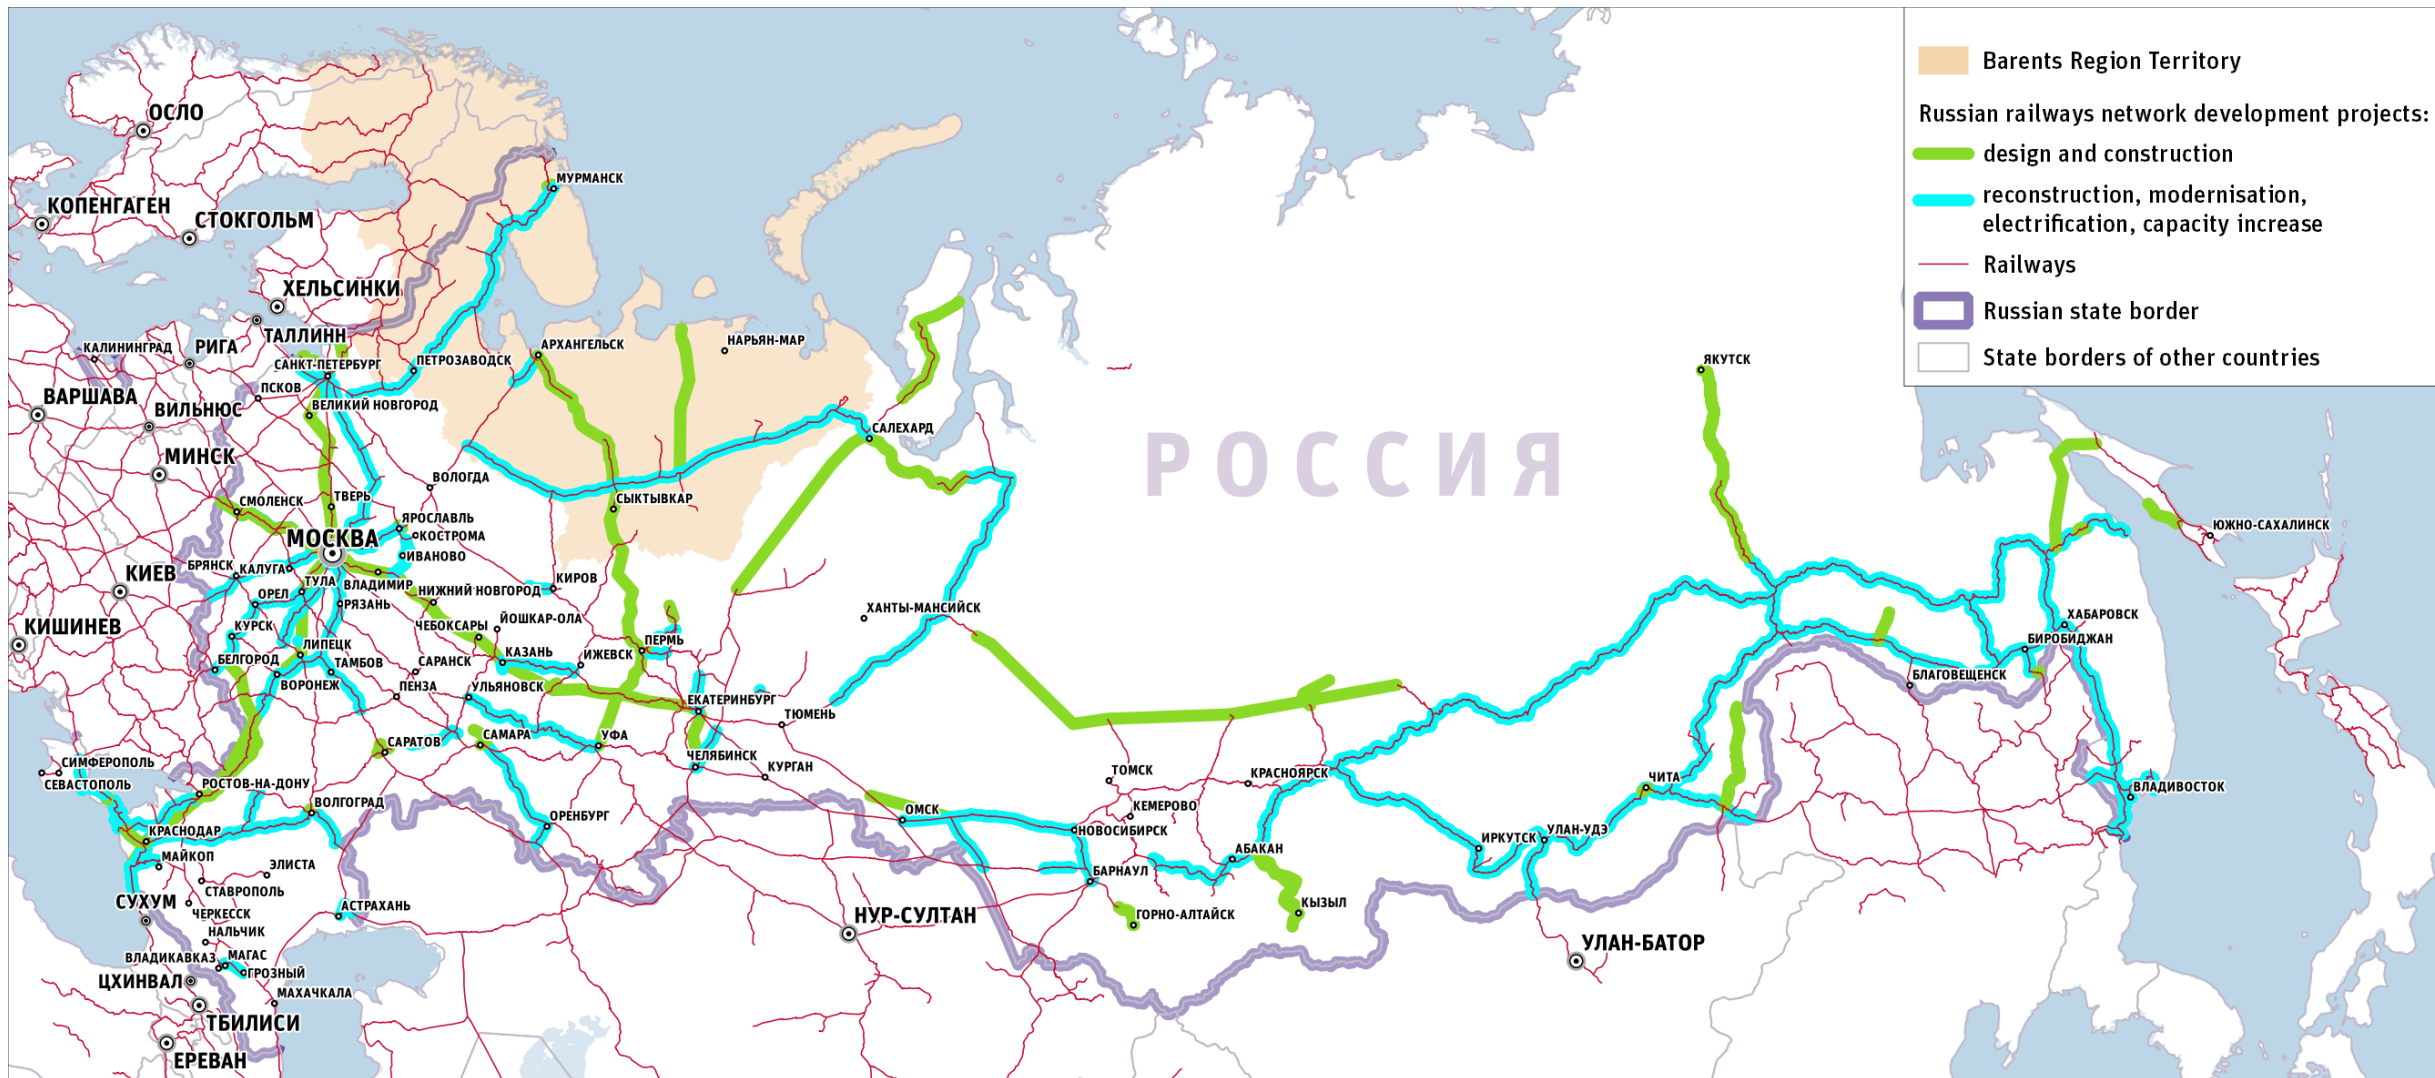 Barents Region Territory
Russian railways network development projects:
design and construction
reconstruction, modernisation,
electrification, capacity increase
Railways
Russian state border
State borders of other countries
ОСЛО
МУРМАНСК
КОПЕНГАГЕН
СТОКГОЛЬМ
ХЕЛЬСИНКИ
ТАЛЛИНН
КАЛИНИНГРАД
РИГА
САНКТ-ПЕТЕРБУРГ
ПЕТРОЗАВОДСК
АРХАНГЕЛЬСК
НАРЬЯН-МАР
ЯКУТСК
ПСКОВ
ВАРШАВА
ВИЛЬНЮС
ВЕЛИКИЙ НОВГОРОД
САЛЕХАРД
РОССИЯ
МИНСК
ВОЛОГДА
СМОЛЕНСК
ТВЕРЬ
СЫКТЫВКАР
ЯРОСЛАВЛЬ
КОСТРОМА
МОСКВА
ИВАНОВО
ЮЖНО-САХАЛИНСК
БРЯНСК
КАЛУГА
КИЕВ
ТУЛА
ВЛАДИМИР
НИЖНИЙ НОВГОРОД
КИРОВ
ОРЕЛ
РЯЗАНЬ
ХАНТЫ-МАНСИЙСК
КИШИНЕВ
КУРСК
ЧЕБОКСАРЫ
ЙОШКАР-ОЛА
ХАБАРОВСК
БИРОБИДЖАН
ЛИПЕЦК
ПЕРМЬ
БЕЛГОРОД
ТАМБОВ
САРАНСК
КАЗАНЬ
ИЖЕВСК
БЛАГОВЕЩЕНСК
ВОРОНЕЖ
ПЕНЗА
УЛЬЯНОВСК
ЕКАТЕРИНБУРГ
ТЮМЕНЬ
САРАТОВ
САМАРА
УФА
ЧЕЛЯБИНСК
КУРГАН
СИМФЕРОПОЛЬ
СЕВАСТОПОЛЬ
РОСТОВ-НА-ДОНУ
ТОМСК
КРАСНОЯРСК
ЧИТА
ВЛАДИВОСТОК
ВОЛГОГРАД
КЕМЕРОВО
ОМСК
ОРЕНБУРГ
КРАСНОДАР
НОВОСИБИРСК
ИРКУТСК
УЛАН-УДЭ
МАЙКОП
ЭЛИСТА
АБАКАН
БАРНАУЛ
СТАВРОПОЛЬ
СУХУМ
АСТРАХАНЬ
КЫЗЫЛ
ЧЕРКЕССК
НУР-СУЛТАН
ГОРНО-АЛТАЙСК
НАЛЬЧИК
УЛАН-БАТОР
ВЛАДИКАВКАЗ
МАГАС
ГРОЗНЫЙ
ЦХИНВАЛ
МАХАЧКАЛА
ТБИЛИСИ
ЕРЕВАН